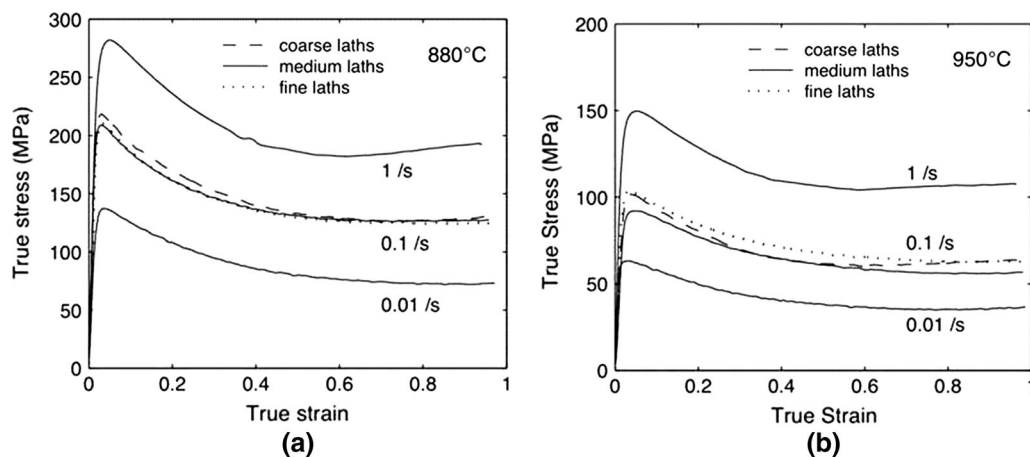 300
250
200
150
100
50
0
True stress (MPa)
coarse laths
medium laths
fine laths
880°C
1 /s
0.1 /s
0.01 /s
0 0.2 0.4 0.6 0.8 1
True strain
(a)
200
150
100
50
0
True Stress (MPa)
coarse laths
medium laths
fine laths
950°C
1 /s
0.1 /s
0.01 /s
0 0.2 0.4 0.6 0.8 1
True Strain
(b)